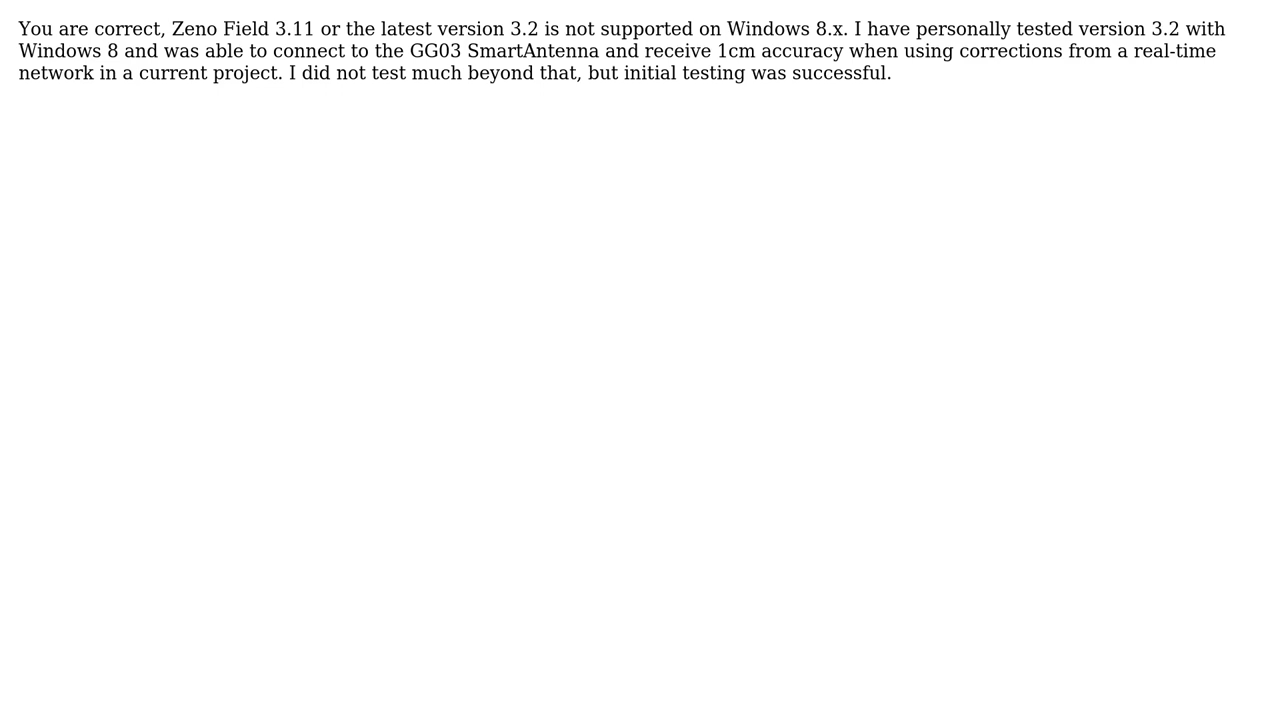 You are correct, Zeno Field 3.11 or the latest version 3.2 is not supported on Windows 8.x. I have personally tested version 3.2 with
Windows 8 and was able to connect to the GG03 SmartAntenna and receive 1cm accuracy when using corrections from a real-time
network in a current project. I did not test much beyond that, but initial testing was successful.